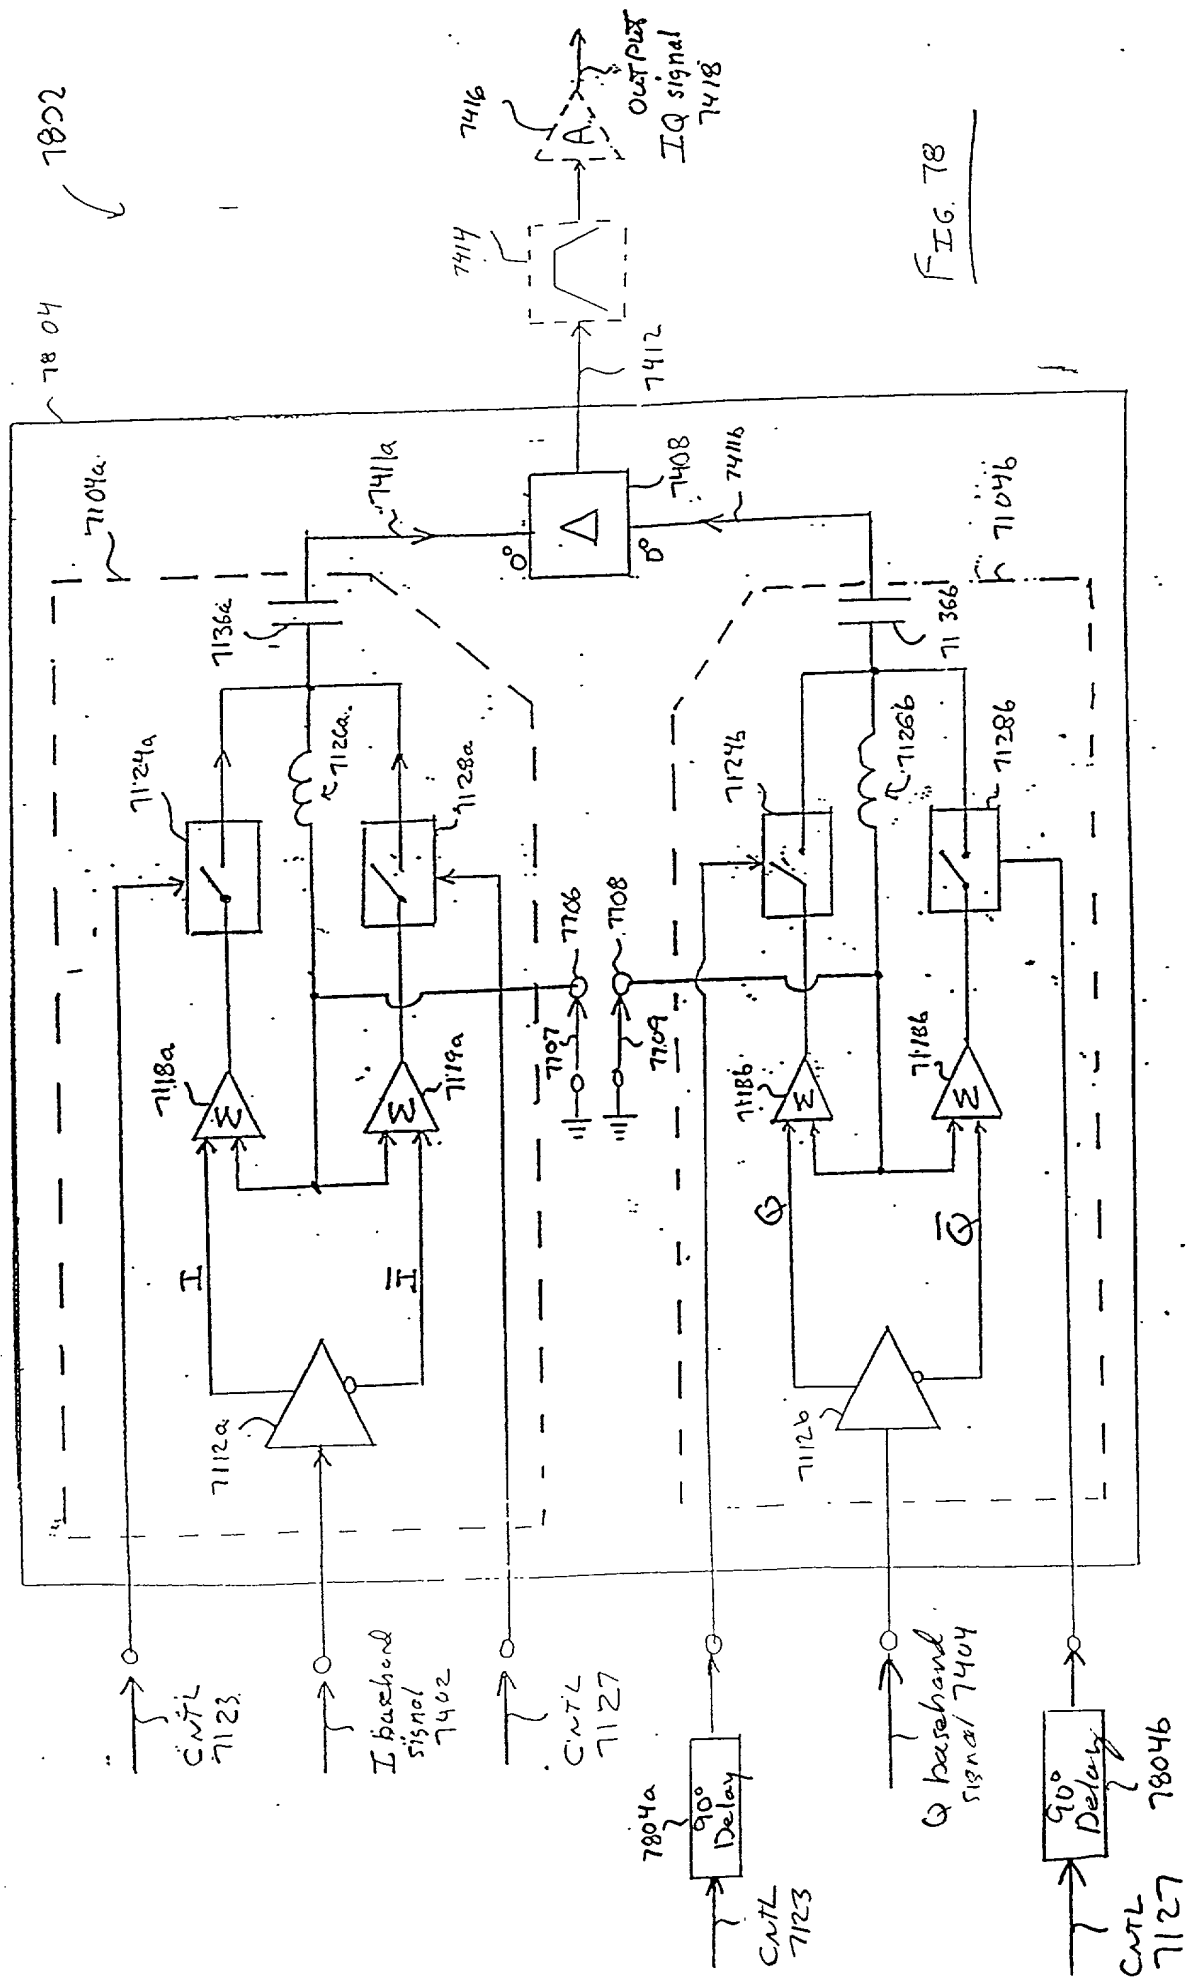 7802
7804
7104a
CNTL
7123
7124a
7118a
I
7136a
7411a
7112a
7126a
I baseband
signal
7402
Σ
7119a
7128a
Ī
CNTL
7127
0°
Δ
0°
7408
7412
7414
7416
A
OUTPUT
IQ signal
7418
7706
7707
7708
7709
7411b
7104b
7804a
90°
Delay
CNTL
7123
7124b
7118b
Σ
Q
7136b
7112b
7126b
Q baseband
signal 7404
Σ
7118b
7128b
Q̄
90°
Delay
7804b
CNTL
7127
Σ
FIG. 78